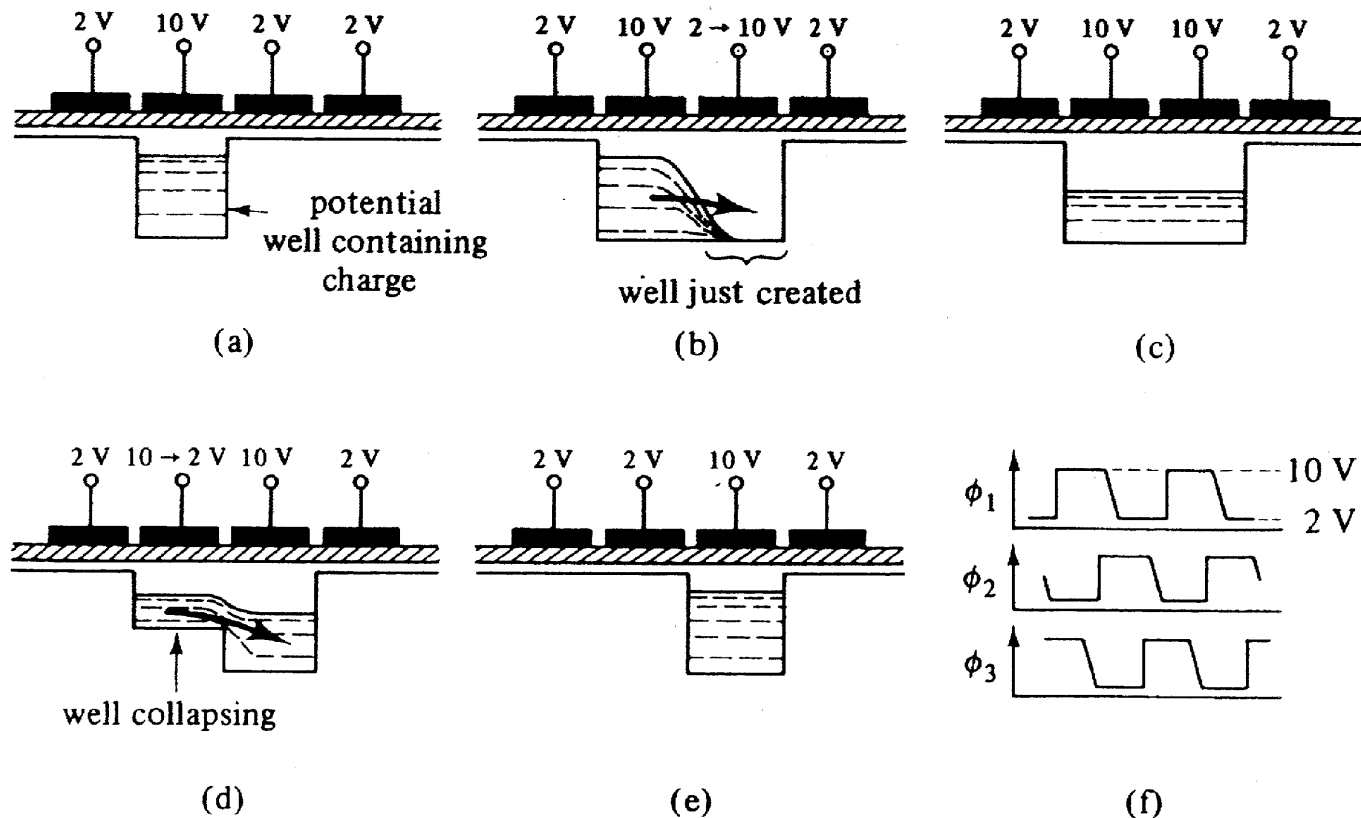 2 V 10 V 2 V 2 V
2 V 10 V 2 → 10 V 2 V
2 V 10 V 10 V 2 V
potential
well containing
charge
well just created
(a)
(b)
(c)
2 V 10 → 2 V 10 V 2 V
2 V 2 V 10 V 2 V
ϕ1
10 V
2 V
ϕ2
ϕ3
well collapsing
(d)
(e)
(f)